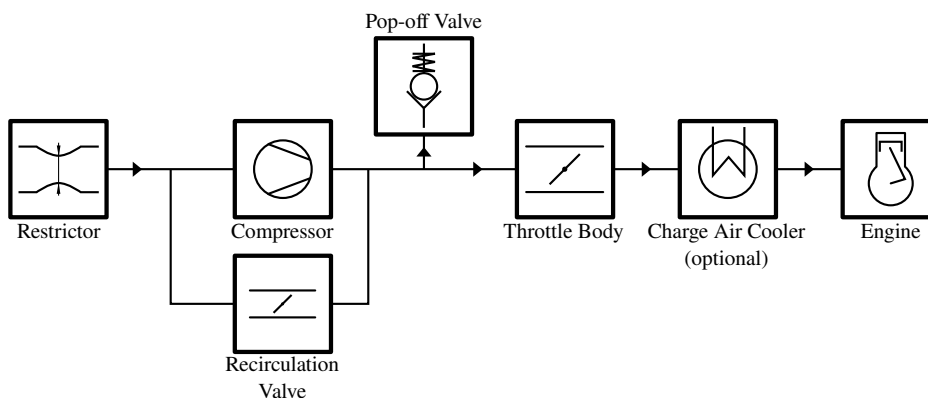 Pop-off Valve
Restrictor
Compressor
Throttle Body
Charge Air Cooler
(optional)
Engine
Recirculation
Valve